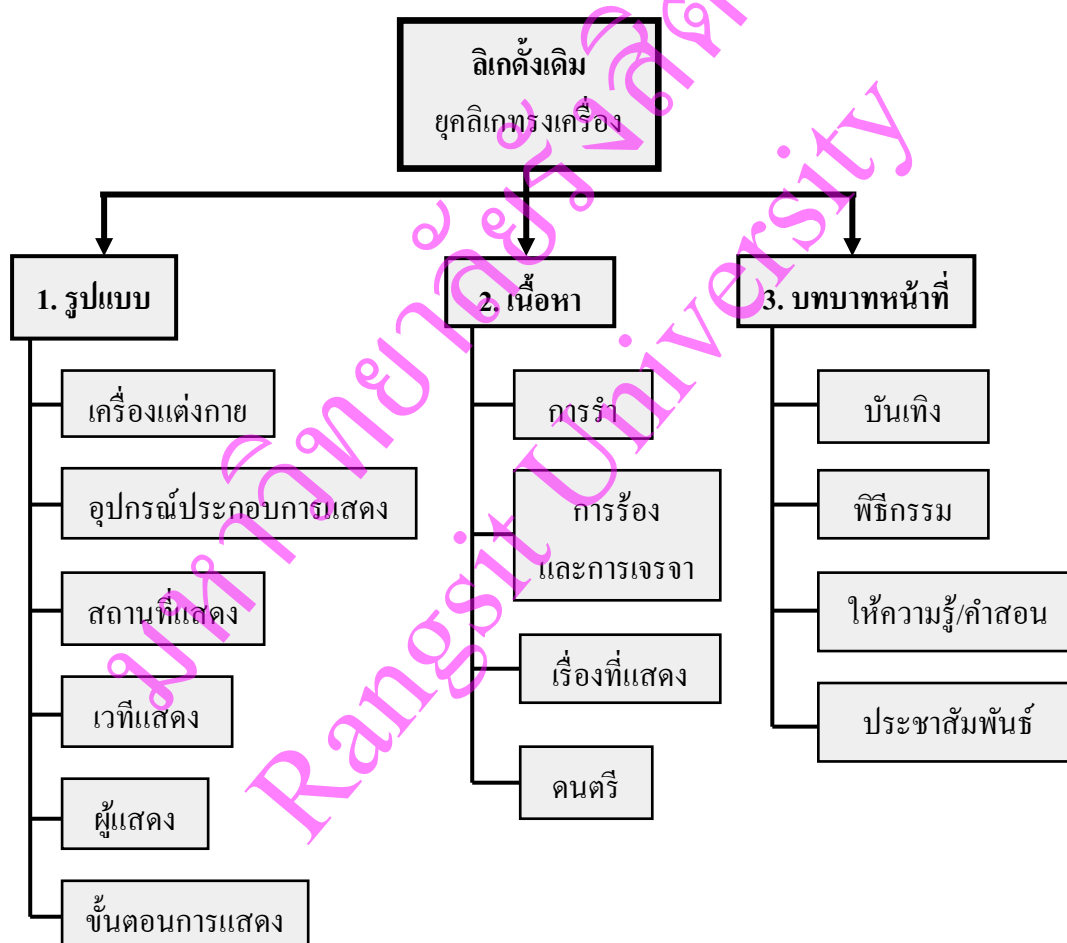 ลิเกดั้งเดิม
ยุคลิเกทรงเครื่อง
1. รูปแบบ
เครื่องแต่งกาย
อุปกรณ์ประกอบการแสดง
สถานที่แสดง
เวทีแสดง
ผู้แสดง
ขั้นตอนการแสดง
2. เนื้อหา
การรำ
การร้อง
และการเจรจา
เรื่องที่แสดง
ดนตรี
3. บทบาทหน้าที่
บันเทิง
พิธีกรรม
ให้ความรู้/คำสอน
ประชาสัมพันธ์
มหาวิทยาลัยรังสิต
Rangsit University